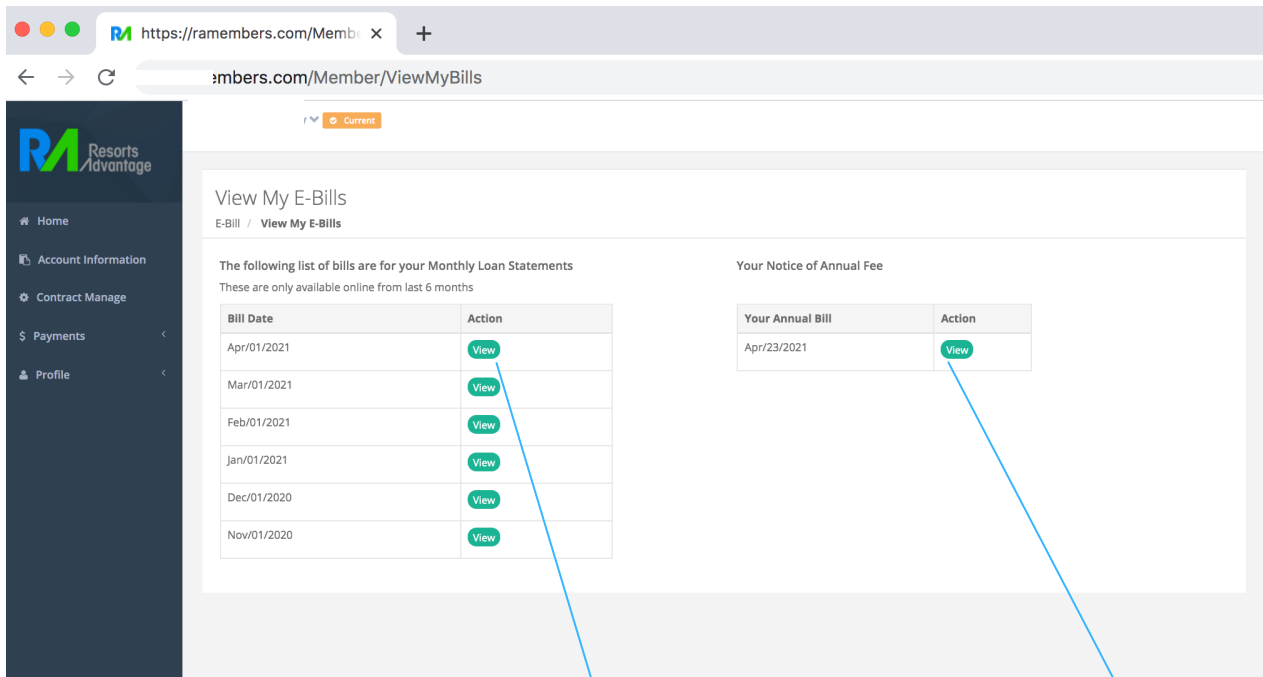 https://ramembers.com/Memb
embers.com/Member/ViewMyBills
Current
RA Resorts
Advantage
Home
Account Information
Contract Manage
$ Payments
Profile
View My E-Bills
E-Bill / View My E-Bills
The following list of bills are for your Monthly Loan Statements
These are only available online from last 6 months
Bill Date Action
Apr/01/2021 View
Mar/01/2021 View
Feb/01/2021 View
Jan/01/2021 View
Dec/01/2020 View
Nov/01/2020 View
Your Notice of Annual Fee
Your Annual Bill Action
Apr/23/2021 View